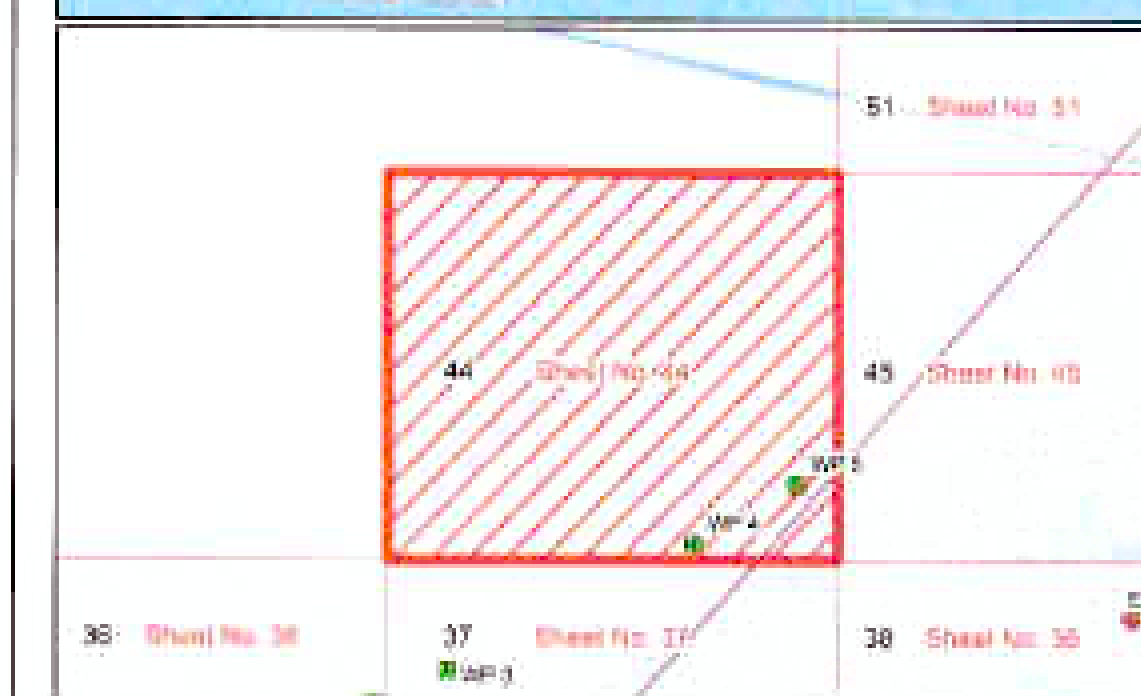 51 Sheet No. 51
44 Sheet No. 44
45 Sheet No. 45
WP 5
WP 4
36 Sheet No. 36
37 Sheet No. 37
38 Sheet No. 38
WP 3